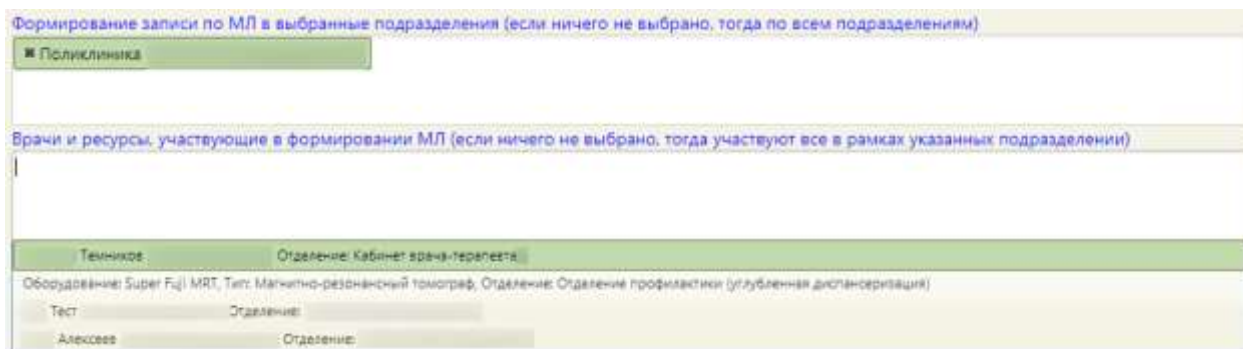 Формирование записи по МЛ в выбранные подразделения (если ничего не выбрано, тогда по всем подразделениям)
✖ Поликлиника
Врачи и ресурсы, участвующие в формировании МЛ (если ничего не выбрано, тогда участвуют все в рамках указанных подразделений)
Темников Отделение: Кабинет врача-терапевта
Оборудование: Super Fuji MRT, Тип: Магнитно-резонансный томограф, Отделение: Отделение профилактики (углубленная диспансеризация)
Тест Отделение:
Алексеев Отделение: